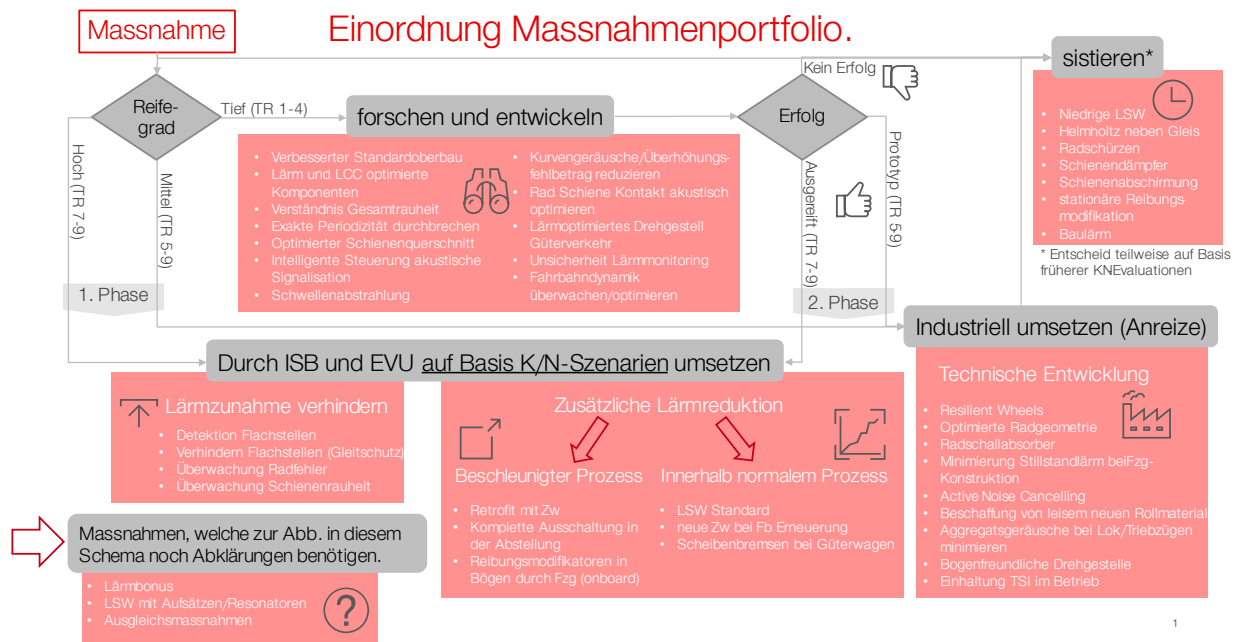 Massnahme
Einordnung Massnahmenportfolio.
Reife-
grad
Tief (TR 1-4)
Hoch (TR 7-9)
Mittel (TR 5-9)
1. Phase
forschen und entwickeln
• Verbesserter Standardoberbau
• Lärm und LCC optimierte
Komponenten
• Verständnis Gesamtrauheit
• Exakte Periodizität durchbrechen
• Optimierter Schienenquerschnitt
• Intelligente Steuerung akustische
Signalisation
• Schwellenabstrahlung
• Kurvengeräusche/Überhöhungs-
fehlbetrag reduzieren
• Rad Schiene Kontakt akustisch
optimieren
• Lärmoptimiertes Drehgestell
Güterverkehr
• Unsicherheit Lärmmonitoring
• Fahrbahndynamik
überwachen/optimieren
Erfolg
Kein Erfolg
Ausgereift (TR 7-9)
Prototyp (TR 5-9)
2. Phase
sistieren*
• Niedrige LSW
• Helmholtz neben Gleis
• Radschürzen
• Schienendämpfer
• Schienenabschirmung
• stationäre Reibungs-
modifikation
• Baulärm
* Entscheid teilweise auf Basis
früherer KNEvaluationen
Durch ISB und EVU auf Basis K/N-Szenarien umsetzen
Lärmzunahme verhindern
• Detektion Flachstellen
• Verhindern Flachstellen (Gleitschutz)
• Überwachung Radfehler
• Überwachung Schienenrauheit
Zusätzliche Lärmreduktion
Beschleunigter Prozess
• Retrofit mit Zw
• Komplette Ausschaltung in
der Abstellung
• Reibungsmodifikatoren in
Bögen durch Fzg (onboard)
Innerhalb normalem Prozess
• LSW Standard
• neue Zw bei Fb Erneuerung
• Scheibenbremsen bei Güterwagen
Industriell umsetzen (Anreize)
Technische Entwicklung
• Resilient Wheels
• Optimierte Radgeometrie
• Radschallabsorber
• Minimierung Stillstandlärm beiFzg-
Konstruktion
• Active Noise Cancelling
• Beschaffung von leisem neuen Rollmaterial
• Aggregatsgeräusche bei Lok/Triebzügen
minimieren
• Bogenfreundliche Drehgestelle
• Einhaltung TSI im Betrieb
Massnahmen, welche zur Abb. in diesem
Schema noch Abklärungen benötigen.
• Lärmbonus
• LSW mit Aufsätzen/Resonatoren
• Ausgleichsmassnahmen
?
1